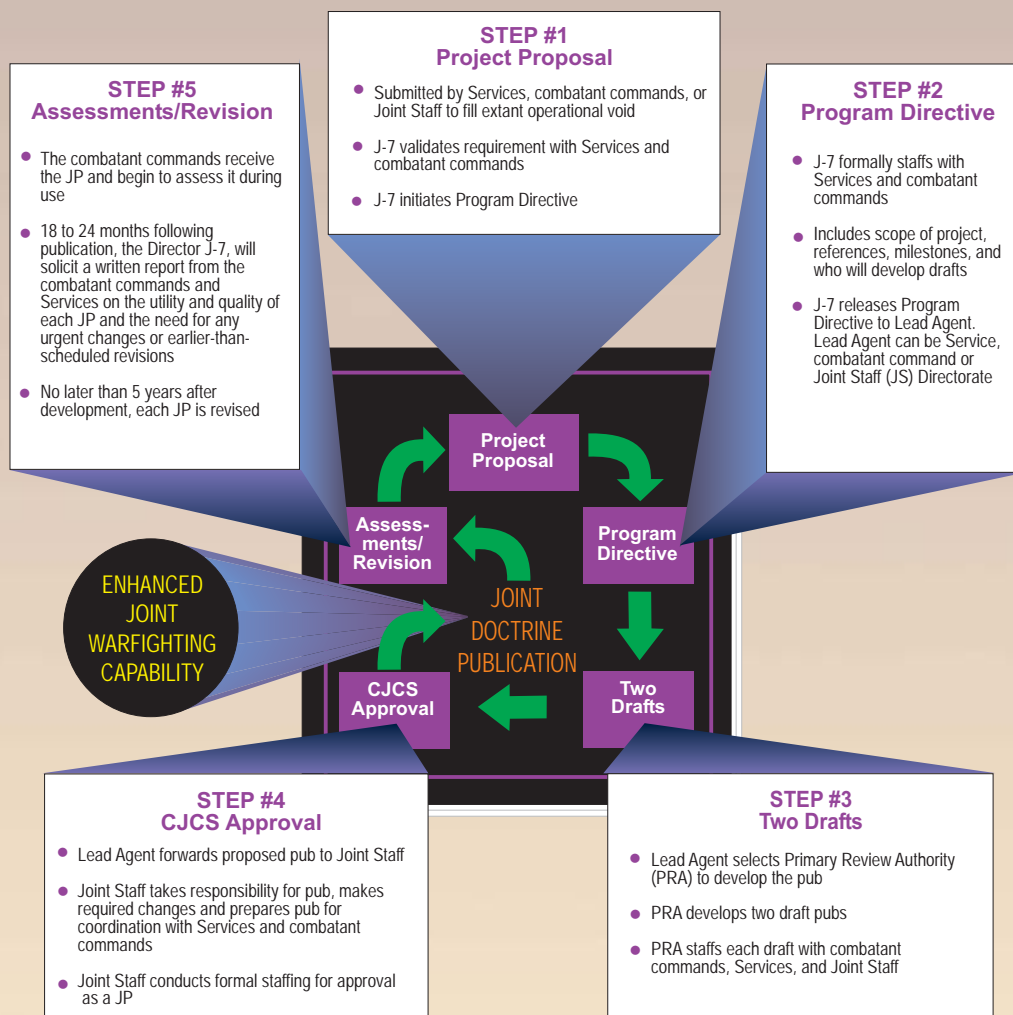 STEP #1
Project Proposal
Submitted by Services, combatant commands, or
Joint Staff to fill extant operational void
J-7 validates requirement with Services and
combatant commands
J-7 initiates Program Directive
STEP #5
Assessments/Revision
The combatant commands receive
the JP and begin to assess it during
use
18 to 24 months following
publication, the Director J-7, will
solicit a written report from the
combatant commands and
Services on the utility and quality of
each JP and the need for any
urgent changes or earlier-than-
scheduled revisions
No later than 5 years after
development, each JP is revised
STEP #2
Program Directive
J-7 formally staffs with
Services and combatant
commands
Includes scope of project,
references, milestones, and
who will develop drafts
J-7 releases Program
Directive to Lead Agent.
Lead Agent can be Service,
combatant command or
Joint Staff (JS) Directorate
Project
Proposal
Assess-
ments/
Revision
Program
Directive
ENHANCED
JOINT
WARFIGHTING
CAPABILITY
JOINT
DOCTRINE
PUBLICATION
CJCS
Approval
Two
Drafts
STEP #4
CJCS Approval
Lead Agent forwards proposed pub to Joint Staff
Joint Staff takes responsibility for pub, makes
required changes and prepares pub for
coordination with Services and combatant
commands
Joint Staff conducts formal staffing for approval
as a JP
STEP #3
Two Drafts
Lead Agent selects Primary Review Authority
(PRA) to develop the pub
PRA develops two draft pubs
PRA staffs each draft with combatant
commands, Services, and Joint Staff